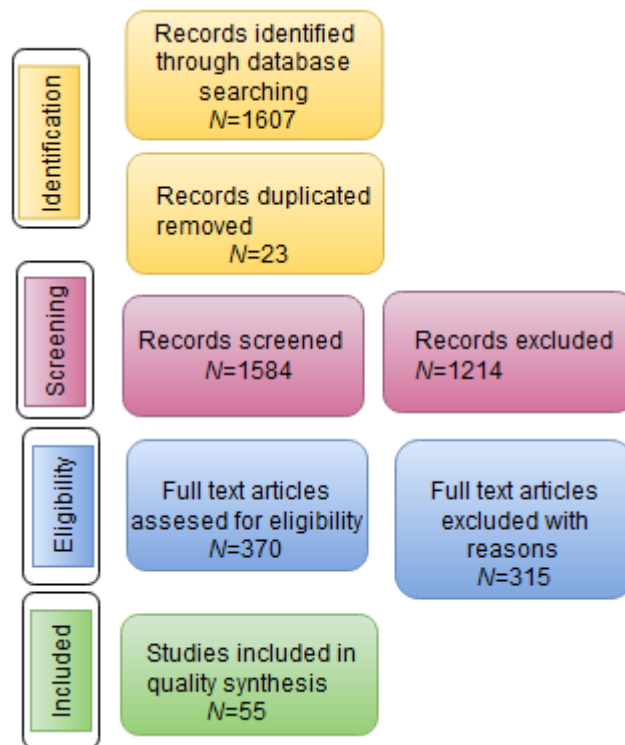 Identification
Records identified
through database
searching
N=1607
Records duplicated
removed
N=23
Screening
Records screened
N=1584
Records excluded
N=1214
Eligibility
Full text articles
assesed for eligibility
N=370
Full text articles
excluded with
reasons
N=315
Included
Studies included in
quality synthesis
N=55